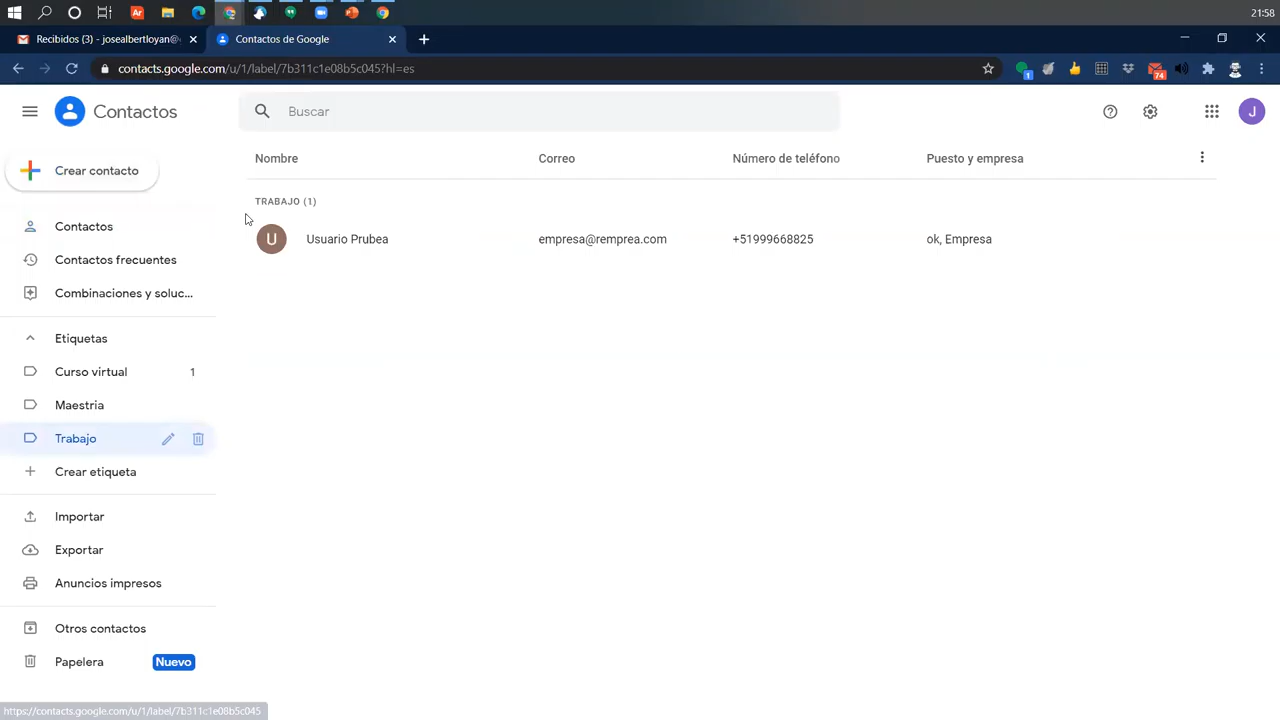 21:58
Recibidos (3) - josealbertloyan@
Contactos de Google
contacts.google.com/u/1/label/7b311c1e08b5c045?hl=es
1
74
Contactos
Buscar
J
Crear contacto
Nombre
Correo
Número de teléfono
Puesto y empresa
TRABAJO (1)
U
Usuario Prubea
empresa@remprea.com
+51999668825
ok, Empresa
Contactos
Contactos frecuentes
Combinaciones y soluc...
Etiquetas
Curso virtual
1
Maestria
Trabajo
Crear etiqueta
Importar
Exportar
Anuncios impresos
Otros contactos
Papelera
Nuevo
https://contacts.google.com/u/1/label/7b311c1e08b5c045